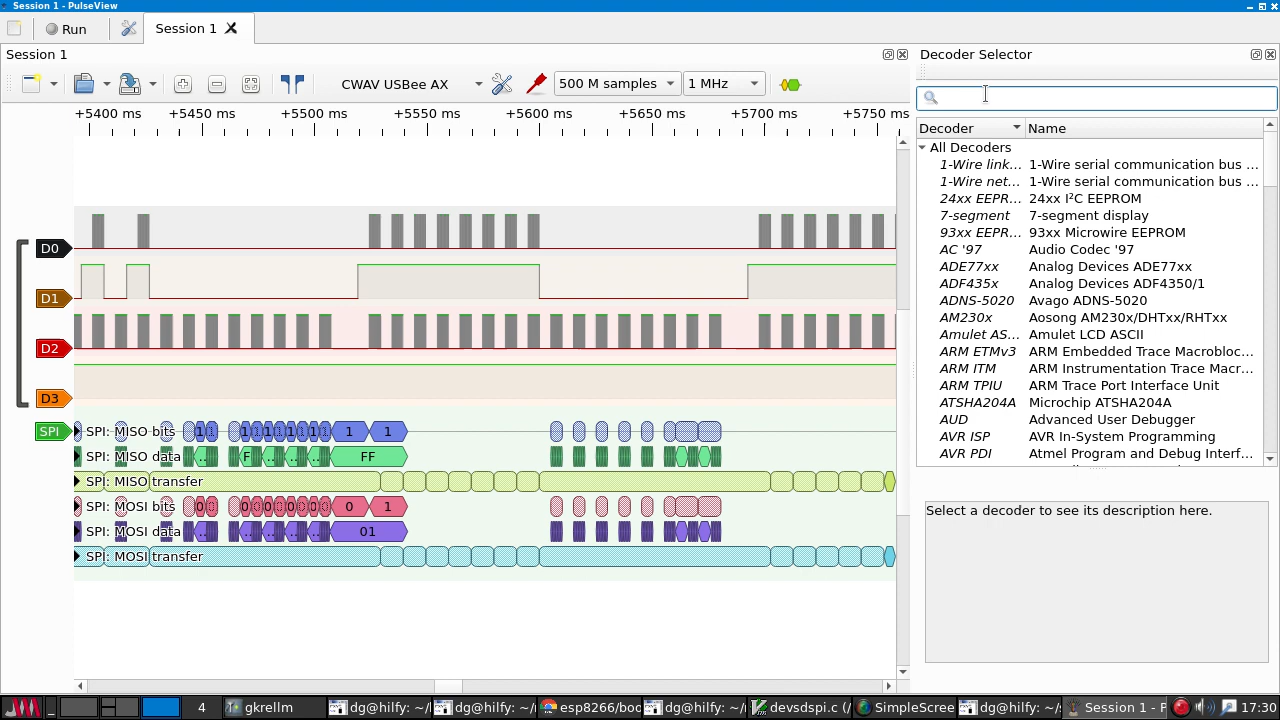 Session 1 - PulseView
Run
Session 1
Session 1
Decoder Selector
CWAV USBee AX
500 M samples
1 MHz
+5400 ms +5450 ms +5500 ms +5550 ms +5600 ms +5650 ms +5700 ms +5750 ms
Decoder Name
All Decoders
1-Wire link... 1-Wire serial communication bus ...
1-Wire net... 1-Wire serial communication bus ...
24xx EEPR... 24xx I²C EEPROM
7-segment 7-segment display
93xx EEPR... 93xx Microwire EEPROM
AC '97 Audio Codec '97
ADE77xx Analog Devices ADE77xx
ADF435x Analog Devices ADF4350/1
ADNS-5020 Avago ADNS-5020
AM230x Aosong AM230x/DHTxx/RHTxx
Amulet AS... Amulet LCD ASCII
ARM ETMv3 ARM Embedded Trace Macrobloc...
ARM ITM ARM Instrumentation Trace Macr...
ARM TPIU ARM Trace Port Interface Unit
ATSHA204A Microchip ATSHA204A
AUD Advanced User Debugger
AVR ISP AVR In-System Programming
AVR PDI Atmel Program and Debug Interf...
D0
D1
D2
D3
SPI
SPI: MISO bits 1 1
SPI: MISO data F FF
SPI: MISO transfer
SPI: MOSI bits 0 1
SPI: MOSI data 01
SPI: MOSI transfer
Select a decoder to see its description here.
4 gkrellm dg@hilfy: ~/ dg@hilfy: ~/ esp8266/boo dg@hilfy: ~/ devsdspi.c (/ SimpleScree dg@hilfy: ~/ Session 1 - P 17:30